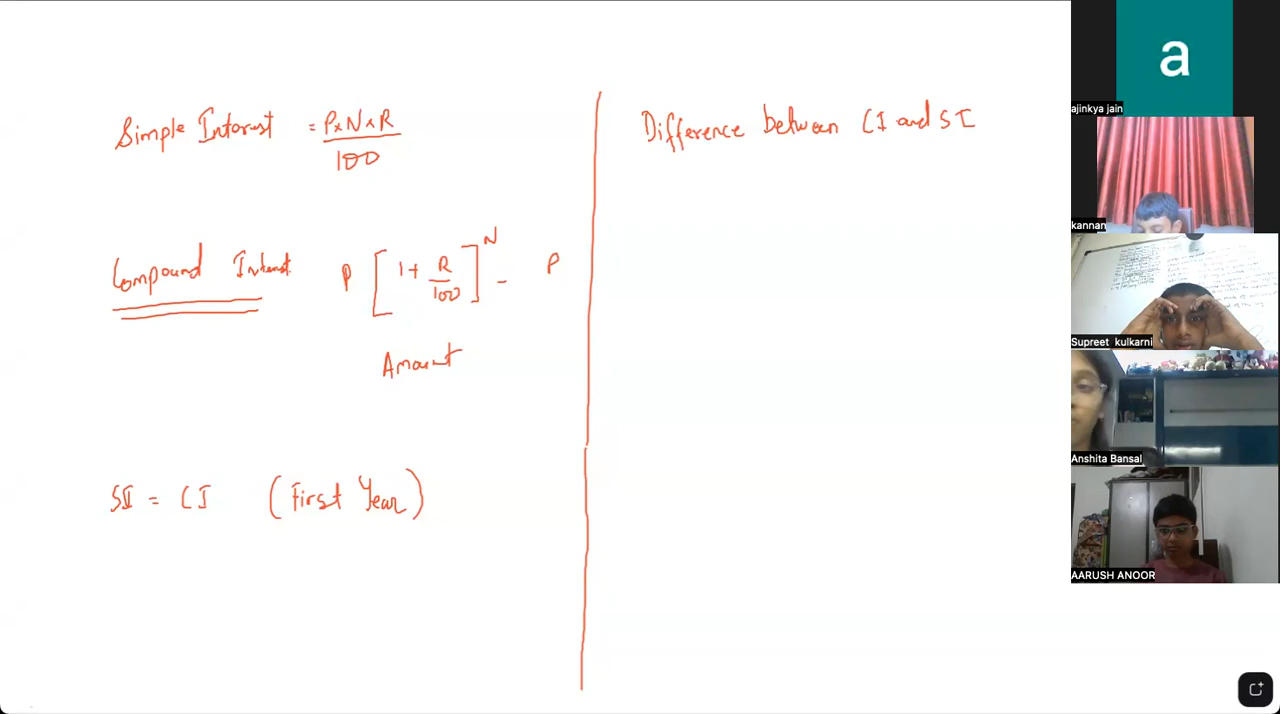 Simple Interest = P×N×R
100
Compound Interest P [ 1+ R
100 ] N - P
Amount
SI = CI (First Year)
Difference between CI and SI
a
ajinkya jain
kannan
Supreet kulkarni
Anshita Bansal
AARUSH ANOOR